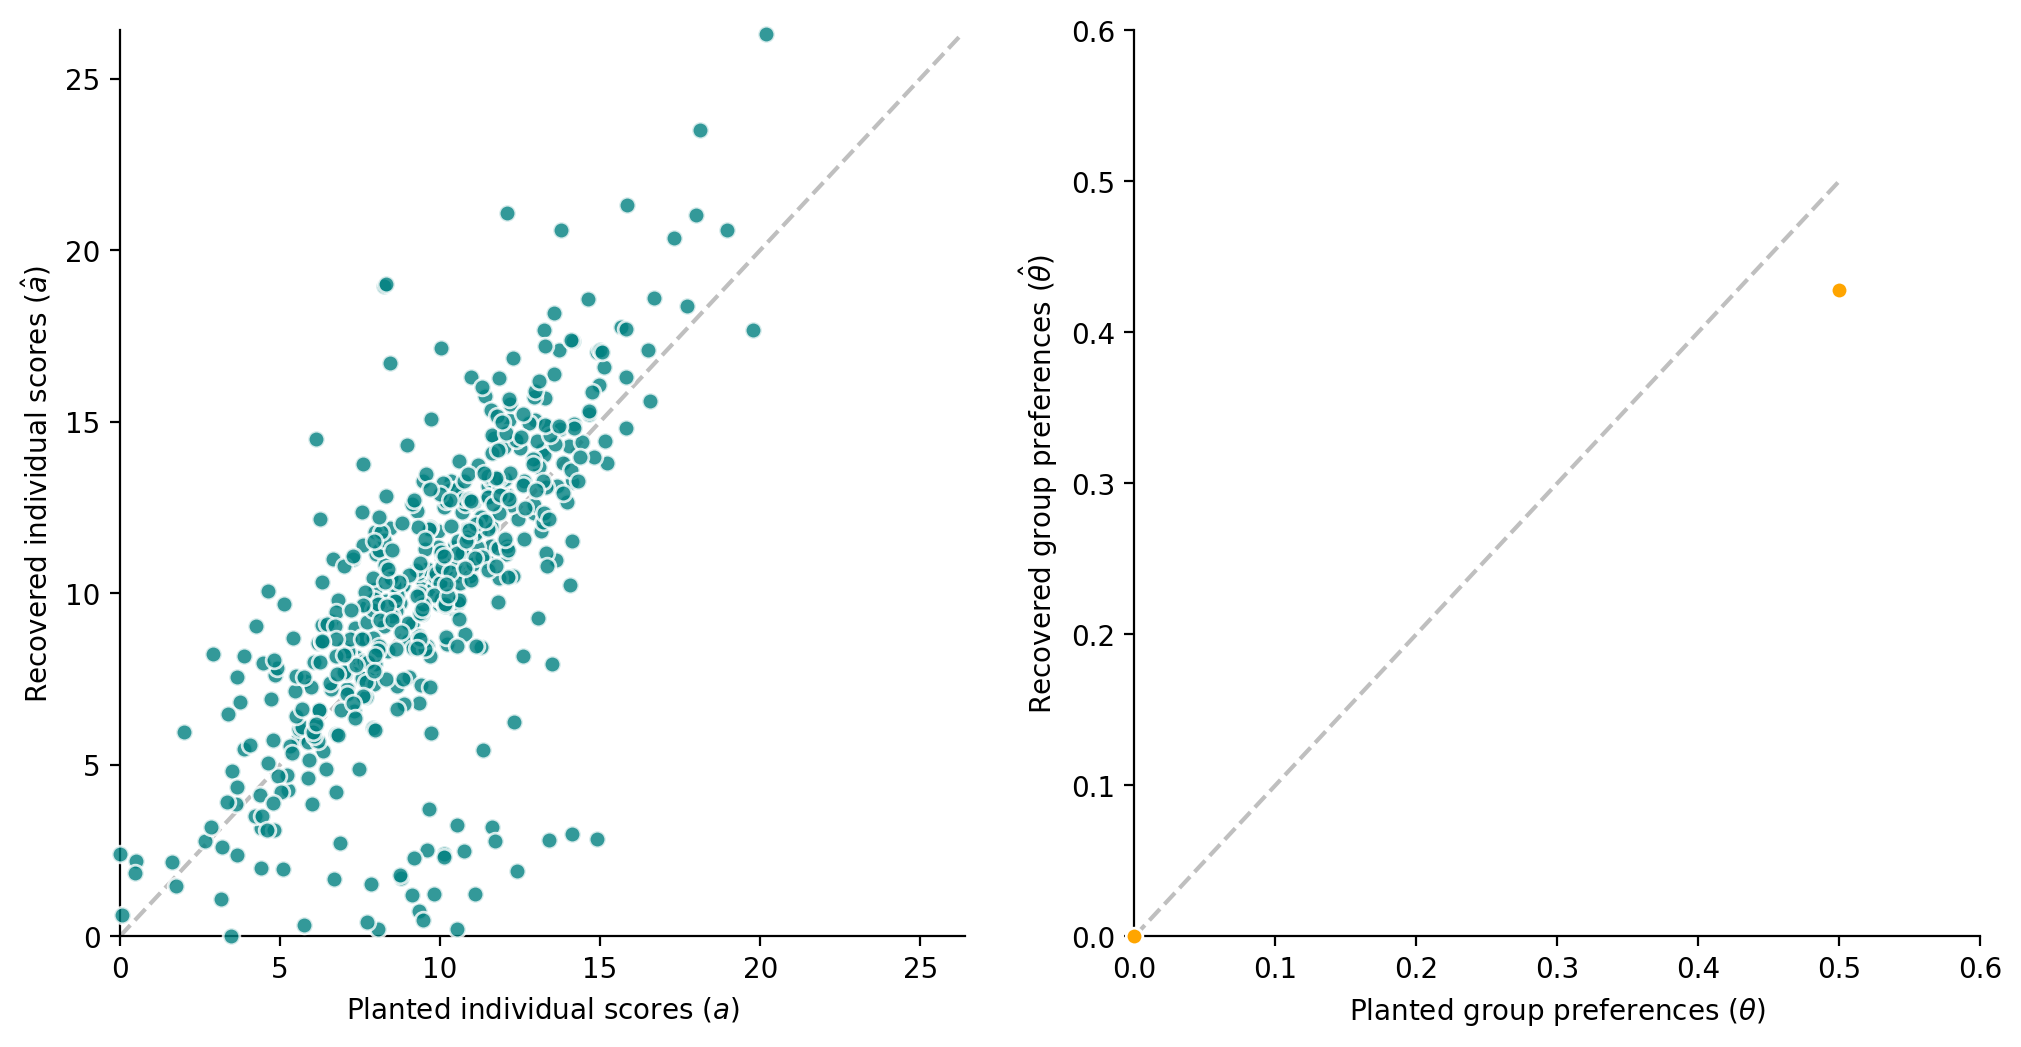 25
20
15
10
5
0
0 5 10 15 20 25
Recovered individual scores (â)
Planted individual scores (a)
0.6
0.5
0.4
0.3
0.2
0.1
0.0
0.0 0.1 0.2 0.3 0.4 0.5 0.6
Recovered group preferences (θ̂)
Planted group preferences (θ)